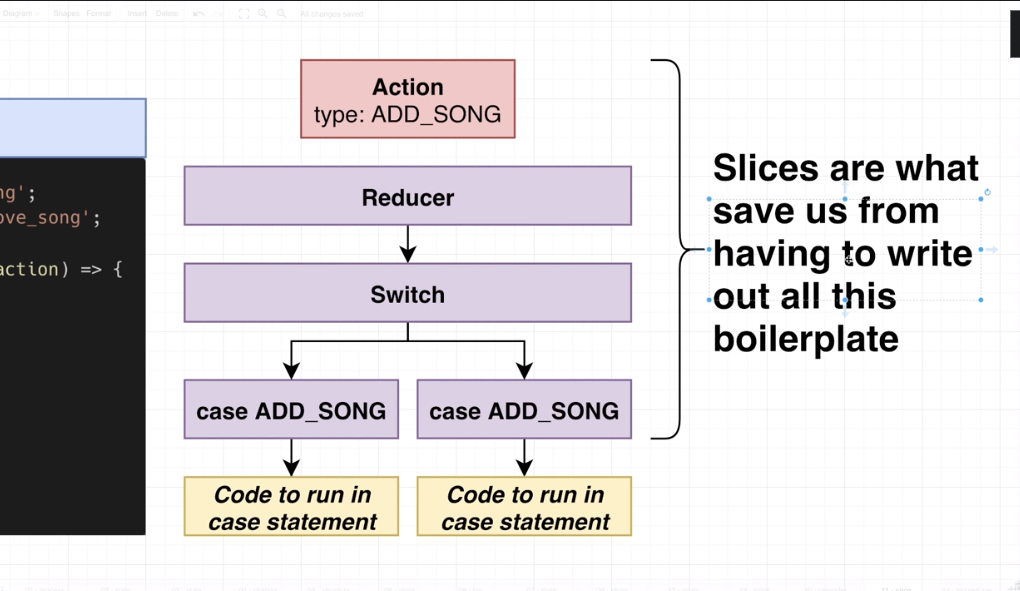 Diagram Shapes Format Insert Delete
All changes saved
Action
type: ADD_SONG
ng';
ove_song';
action) => {
Reducer
Switch
case ADD_SONG
case ADD_SONG
Code to run in
case statement
Code to run in
case statement
Slices are what
save us from
having to write
out all this
boilerplate